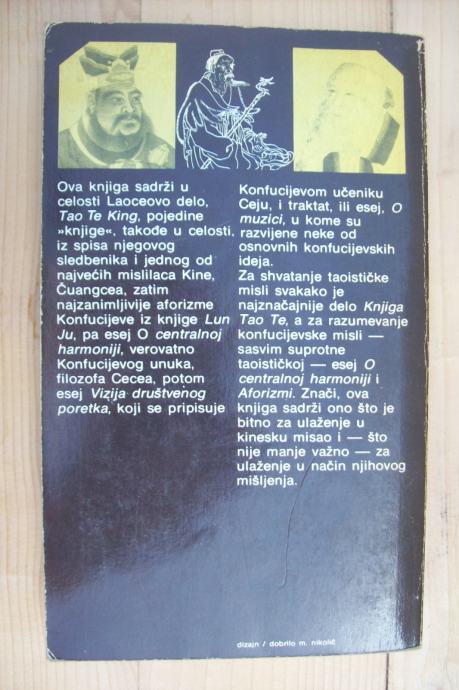 Ova knjiga sadrži u
celosti Laoceovo delo,
Tao Te King, pojedine
»knjige«, takođe u celosti,
iz spisa njegovog
sledbenika i jednog od
najvećih mislilaca Kine,
Čuangcea, zatim
najzanimljivije aforizme
Konfucijeve iz knjige Lun
Ju, pa esej O centralnoj
harmoniji, verovatno
Konfucijevog unuka,
filozofa Cecea, potom
esej Vizija društvenog
poretka, koji se pripisuje
Konfucijevom učeniku
Ceju, i traktat, ili esej, O
muzici, u kome su
razvijene neke od
osnovnih konfucijevskih
ideja.
Za shvatanje taoističke
misli svakako je
najznačajnije delo Knjiga
Tao Te, a za razumevanje
konfucijevske misli —
sasvim suprotne
taoističkoj — esej O
centralnoj harmoniji i
Aforizmi. Znači, ova
knjiga sadrži ono što je
bitno za ulaženje u
kinesku misao i — što
nije manje važno — za
ulaženje u način njihovog
mišljenja.
dizajn / dobrilo m. nikolić